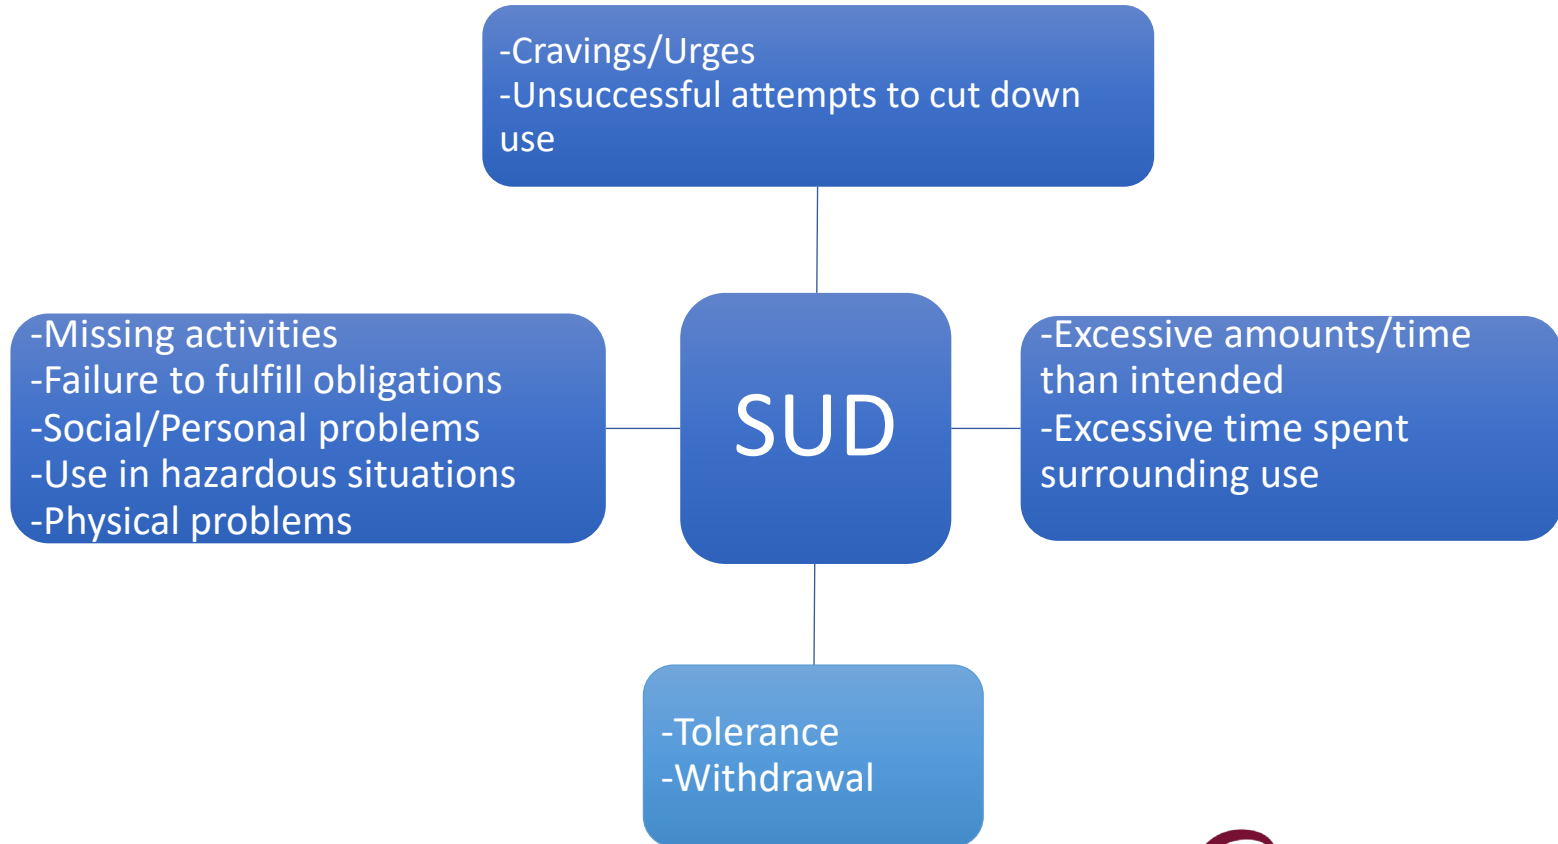 -Cravings/Urges
-Unsuccessful attempts to cut down
use
-Missing activities
-Failure to fulfill obligations
-Social/Personal problems
-Use in hazardous situations
-Physical problems
SUD
-Excessive amounts/time
than intended
-Excessive time spent
surrounding use
-Tolerance
-Withdrawal